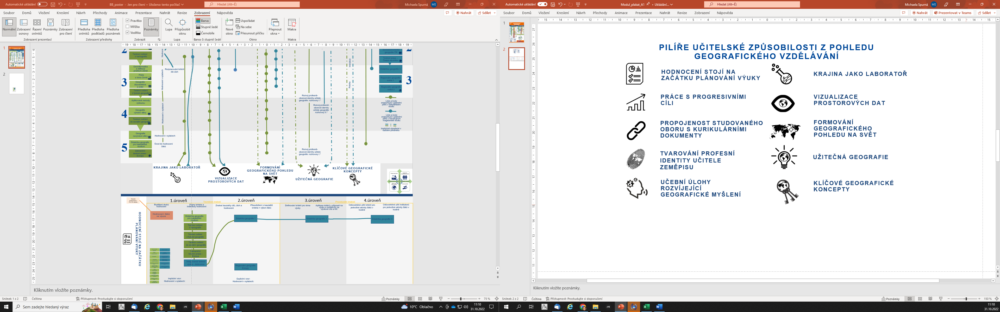 Automatické ukládání
BB_poster - Jen pro čtení • Uloženo: tento počítač
Hledat (Alt+Ě)
Michaela Spurná MS
Soubor Domů Vložení Kreslení Návrh Přechody Animace Prezentace Nahrát Revize Zobrazení Nápověda
Nahrát Sdílet
Normální
Zobrazení osnovy
Řazení snímků
Poznámky
Zobrazení pro čtení
Zobrazení prezentací
Předloha snímků
Předloha podkladů
Předloha poznámek
Zobrazení předlohy
Pravítko
Mřížka
Vodítka
Poznámky
Zobrazit
Lupa
Přizpůsobit oknu
Lupa
Barva
Stupně šedé
Černobíle
Barva či stupně šedé
Nové okno
Uspořádat
Na sebe
Přesunout příčku
Přepnout okna
Okno
Makra
Makra
1
2
Terénní cvičení
z kartografie
Rozpracování kritérií
dle úloh
3
Geoinformatika
a dálkový
průzkum Země
Půda
a biota Země
Geografie
obyvatelstva
a sídel
Terénní cvičení
z fyzické geografie
Hodnocení v sylabech
4
Aplikované metody
výzkumu
Geografie
výrobní sféry
Terénní cvičení
ze sociální geografie
Hodnocení v sylabech
5
Geografie
nevýrobní sféry
Didaktika geografie
pro bakalářské
studium
Zahraniční
terénní praxe -
Evropa
Hodnocení v sylabech
Úvod do hodnocení
žáků
Rozvoj profesně-
oborové identity učitele
geografie: rozhovory I.*
Rozvoj profesně-
oborové identity
učitele geografie:
rozhovory II.*
Rozvoj profesně-
oborové identity učitele
geografie: rozhovory I.*
Interakce
Poloha
Didaktika geografie 3
Regionální geografie
světa 1
Regionální geografie
světa 2
3
Linie a body
znázorňující uplatnění
pilířů v bakalářském
studiu
Linie a body
znázorňující uplatnění
pilířů v navazujícím
magisterské studiu
Implicitně obsažené v
každém předmětu
KRAJINA JAKO LABORATOŘ
VIZUALIZACE
PROSTOROVÝCH DAT
FORMOVÁNÍ
GEOGRAFICKÉHO POHLEDU
NA SVĚT
UŽITEČNÁ GEOGRAFIE
KLÍČOVÉ GEOGRAFICKÉ
KONCEPTY
1.úroveň 2.úroveň 3.úroveň 4.úroveň
Rozlišení druhů
hodnocení
Pojmy kritéria a
indikátory hodnocení
Znalost kauzality cílů, úloh a
hodnocení
Přesvědčení o kauzalitě
kritéria = výkon žáků
Definování kritérií pro téma
výuky
Aplikace kritérií v přípravě na
výuku s rozlišením na
výukové cíle a KK
Odůvodněné užití kritérií pro
jednotlivé aktivity žáků v
hodině
Odůvodněné užití indikátorů
pro jednotlivé aktivity žáků v
hodině
HODNOCENÍ STOJÍ NA ZAČÁTKU
PLÁNOVÁNÍ VÝUKY
Hodnocení žáků
ve výuce
Didaktika geografie
pro bakalářské
studium
Terénní cvičení
z kartografie
Terénní cvičení
z fyzické geografie
Terénní cvičení
ze sociální geografie
Zahraniční
terénní praxe -
Evropa
Didaktika geografie 1
Didaktika geografie 2
Didaktika geografie 3
Regionální geografie
Evropy
Implicitní vzor:
Hodnocení v sylabech:
Explicitní vzor:
Hodnocení v sylabech:
Kliknutím vložíte poznámky.
Snímek 1 z 2 Čeština Přístupnost: Prostudujte si doporučení
Poznámky 75 %
Sem zadejte hledaný výraz
10°C Oblačno
11:10
31.10.2022
Automatické ukládání
Modul_plakat_A1 • Ukládání...
Hledat (Alt+Ě)
Michaela Spurná MS
Soubor Domů Vložení Kreslení Návrh Přechody Animace Prezentace Nahrát Revize Zobrazení Nápověda
Nahrát Prezentovat v Teams Sdílet
1
2
PILÍŘE UČITELSKÉ ZPŮSOBILOSTI Z POHLEDU
GEOGRAFICKÉHO VZDĚLÁVÁNÍ
HODNOCENÍ STOJÍ NA
ZAČÁTKU PLÁNOVÁNÍ VÝUKY
KRAJINA JAKO LABORATOŘ
PRÁCE S PROGRESIVNÍMI
CÍLI
VIZUALIZACE
PROSTOROVÝCH DAT
PROPOJENOST STUDOVANÉHO
OBORU S KURIKULÁRNÍMI
DOKUMENTY
FORMOVÁNÍ
GEOGRAFICKÉHO
POHLEDU NA SVĚT
TVAROVÁNÍ PROFESNÍ
IDENTITY UČITELE
ZEMĚPISU
UŽITEČNÁ GEOGRAFIE
UČEBNÍ ÚLOHY
ROZVÍJEJÍCÍ
GEOGRAFICKÉ MYŠLENÍ
KLÍČOVÉ GEOGRAFICKÉ
KONCEPTY
Kliknutím vložíte poznámky.
Snímek 2 z 2 Čeština Přístupnost: Prostudujte si doporučení
Poznámky 150 %
11:10
31.10.2022